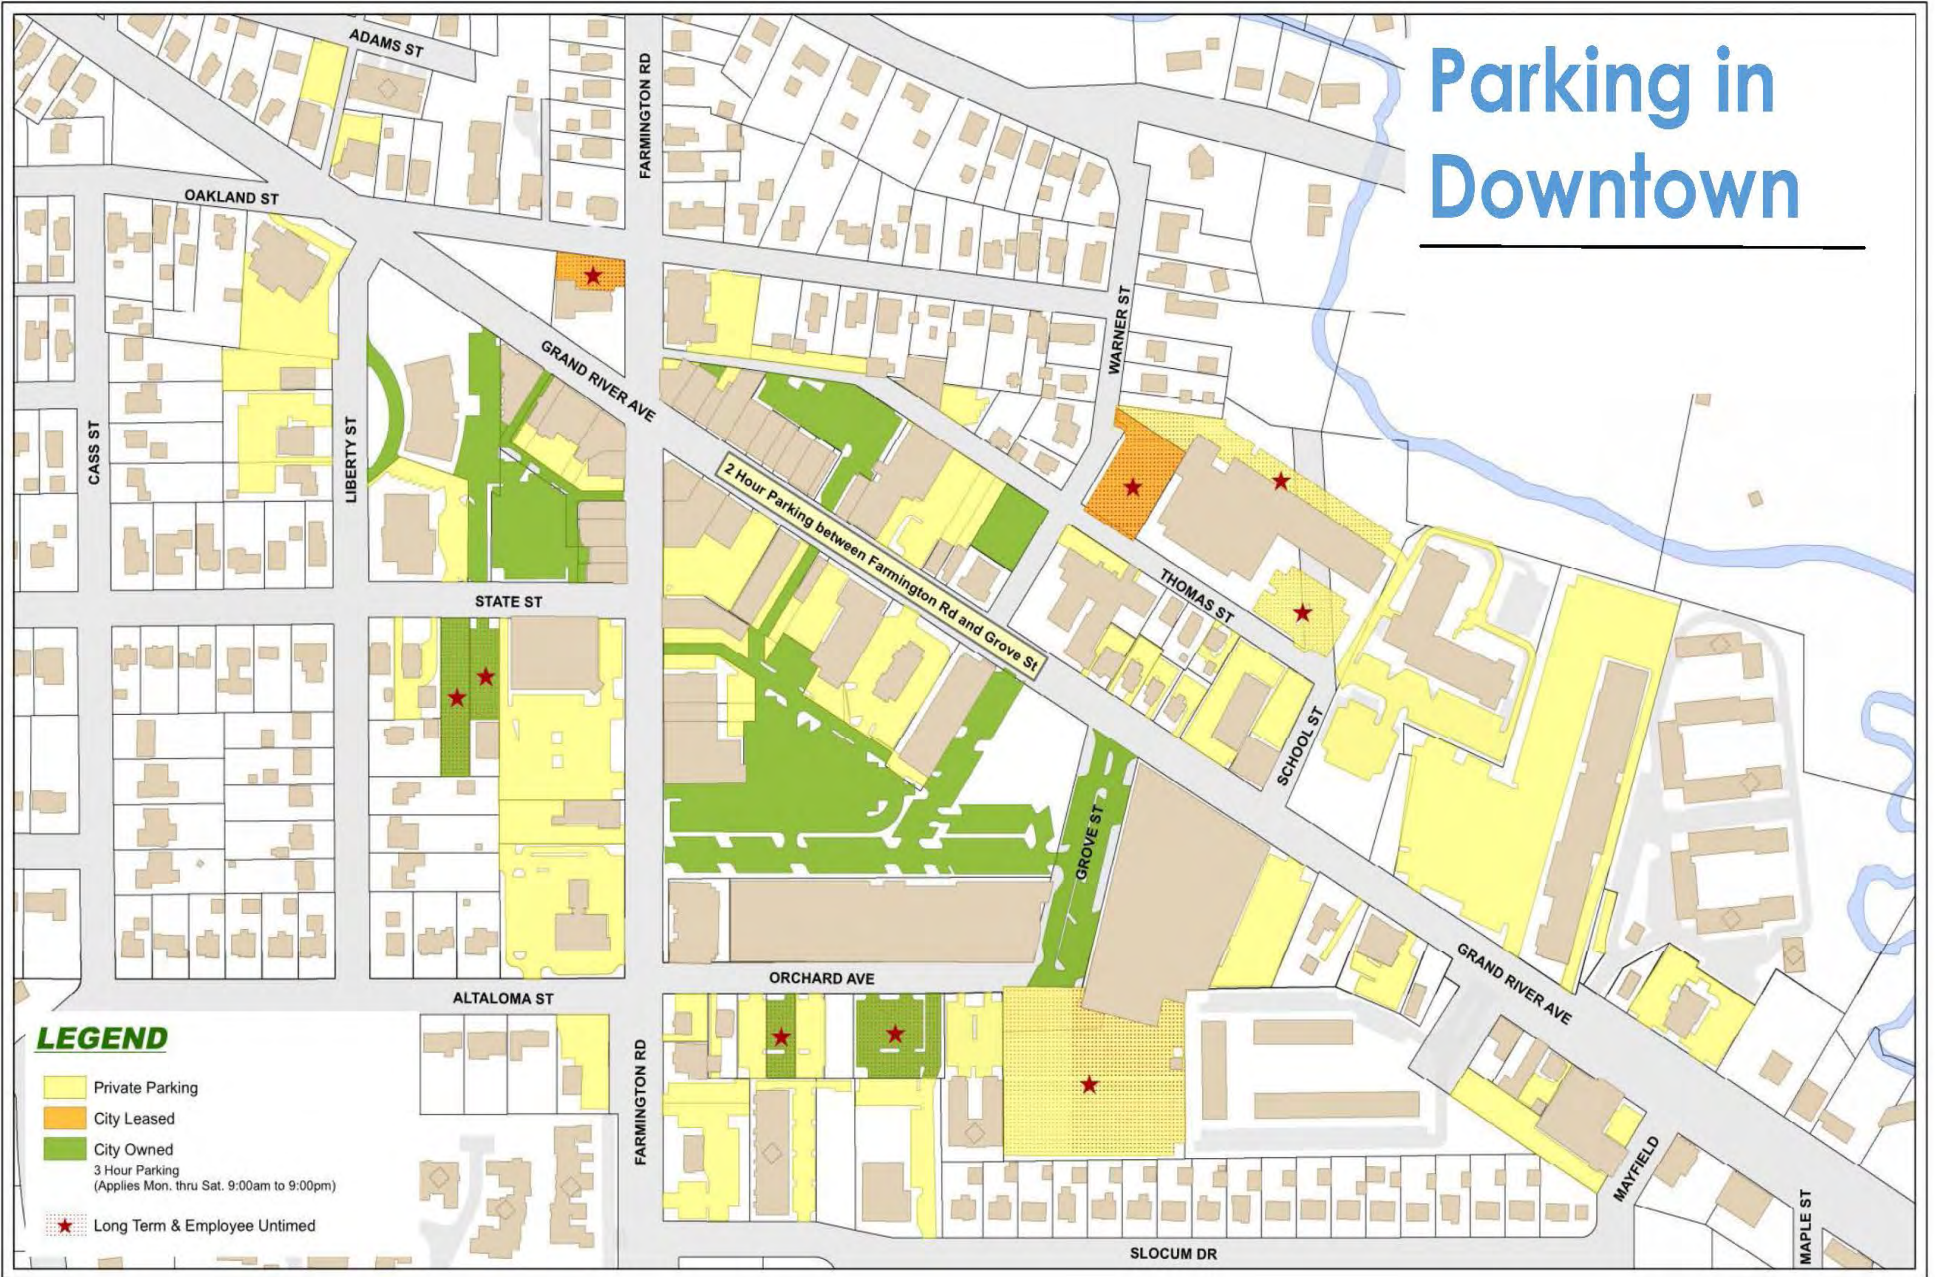 Parking in
Downtown
ADAMS ST
FARMINGTON RD
OAKLAND ST
WARNER ST
GRAND RIVER AVE
CASS ST
LIBERTY ST
2 Hour Parking between Farmington Rd and Grove St
THOMAS ST
STATE ST
SCHOOL ST
GROVE ST
GRAND RIVER AVE
ORCHARD AVE
ALTALOMA ST
FARMINGTON RD
MAYFIELD
MAPLE ST
SLOCUM DR
LEGEND
Private Parking
City Leased
City Owned
3 Hour Parking
(Applies Mon. thru Sat. 9:00am to 9:00pm)
Long Term & Employee Untimed